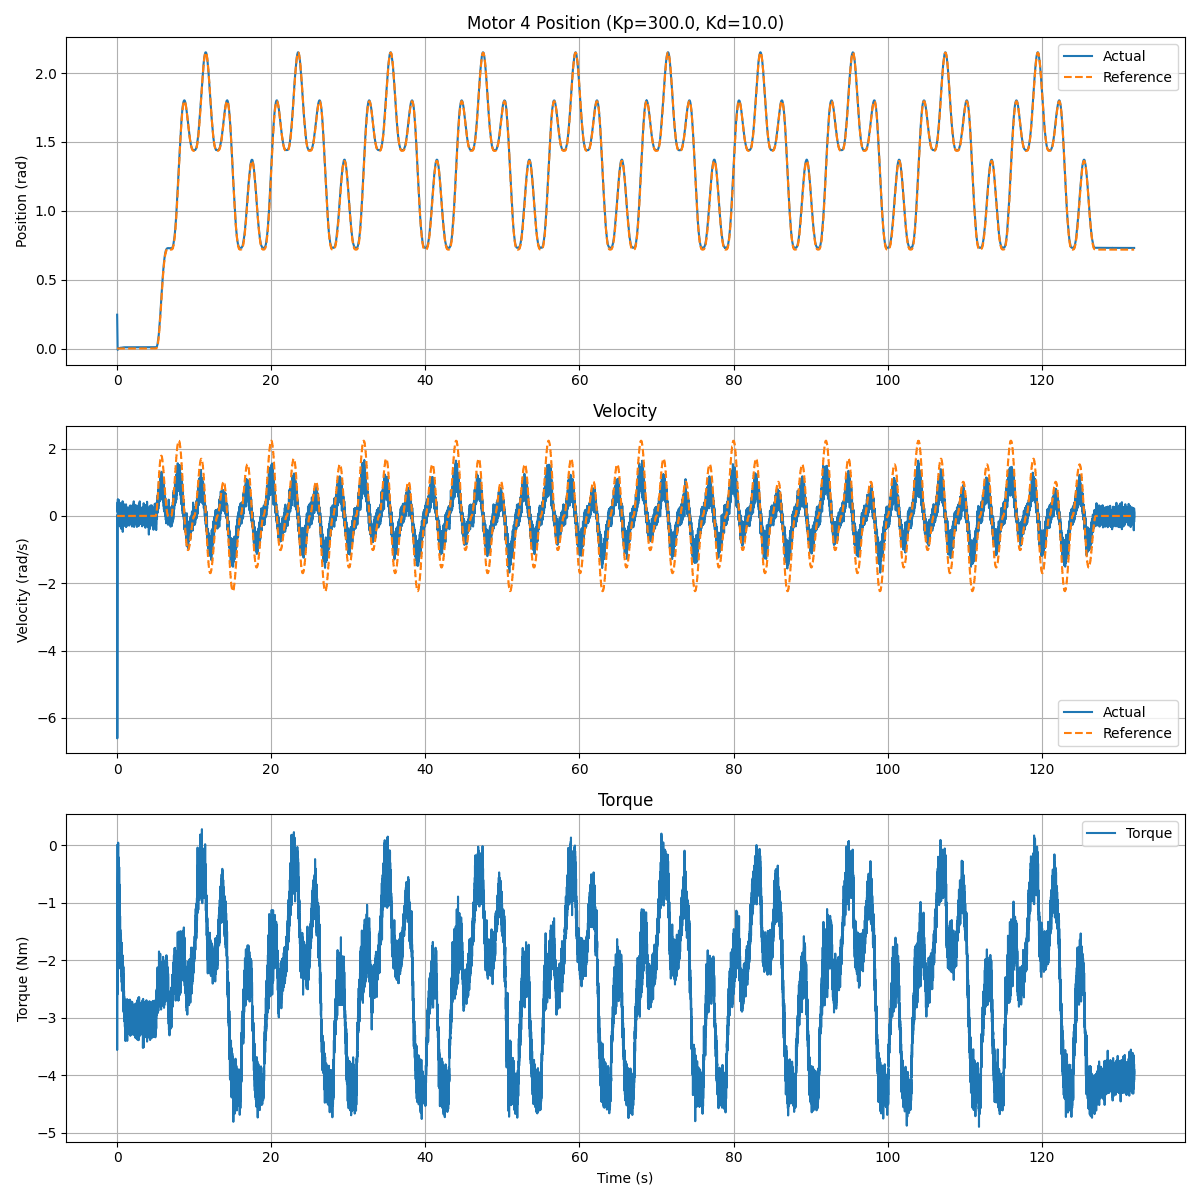 Motor 4 Position (Kp=300.0, Kd=10.0)
Position (rad)
2.0
1.5
1.0
0.5
0.0
Actual
Reference
0 20 40 60 80 100 120
Velocity
Velocity (rad/s)
2
0
−2
−4
−6
Actual
Reference
0 20 40 60 80 100 120
Torque
Torque (Nm)
0
−1
−2
−3
−4
−5
Torque
0 20 40 60 80 100 120
Time (s)